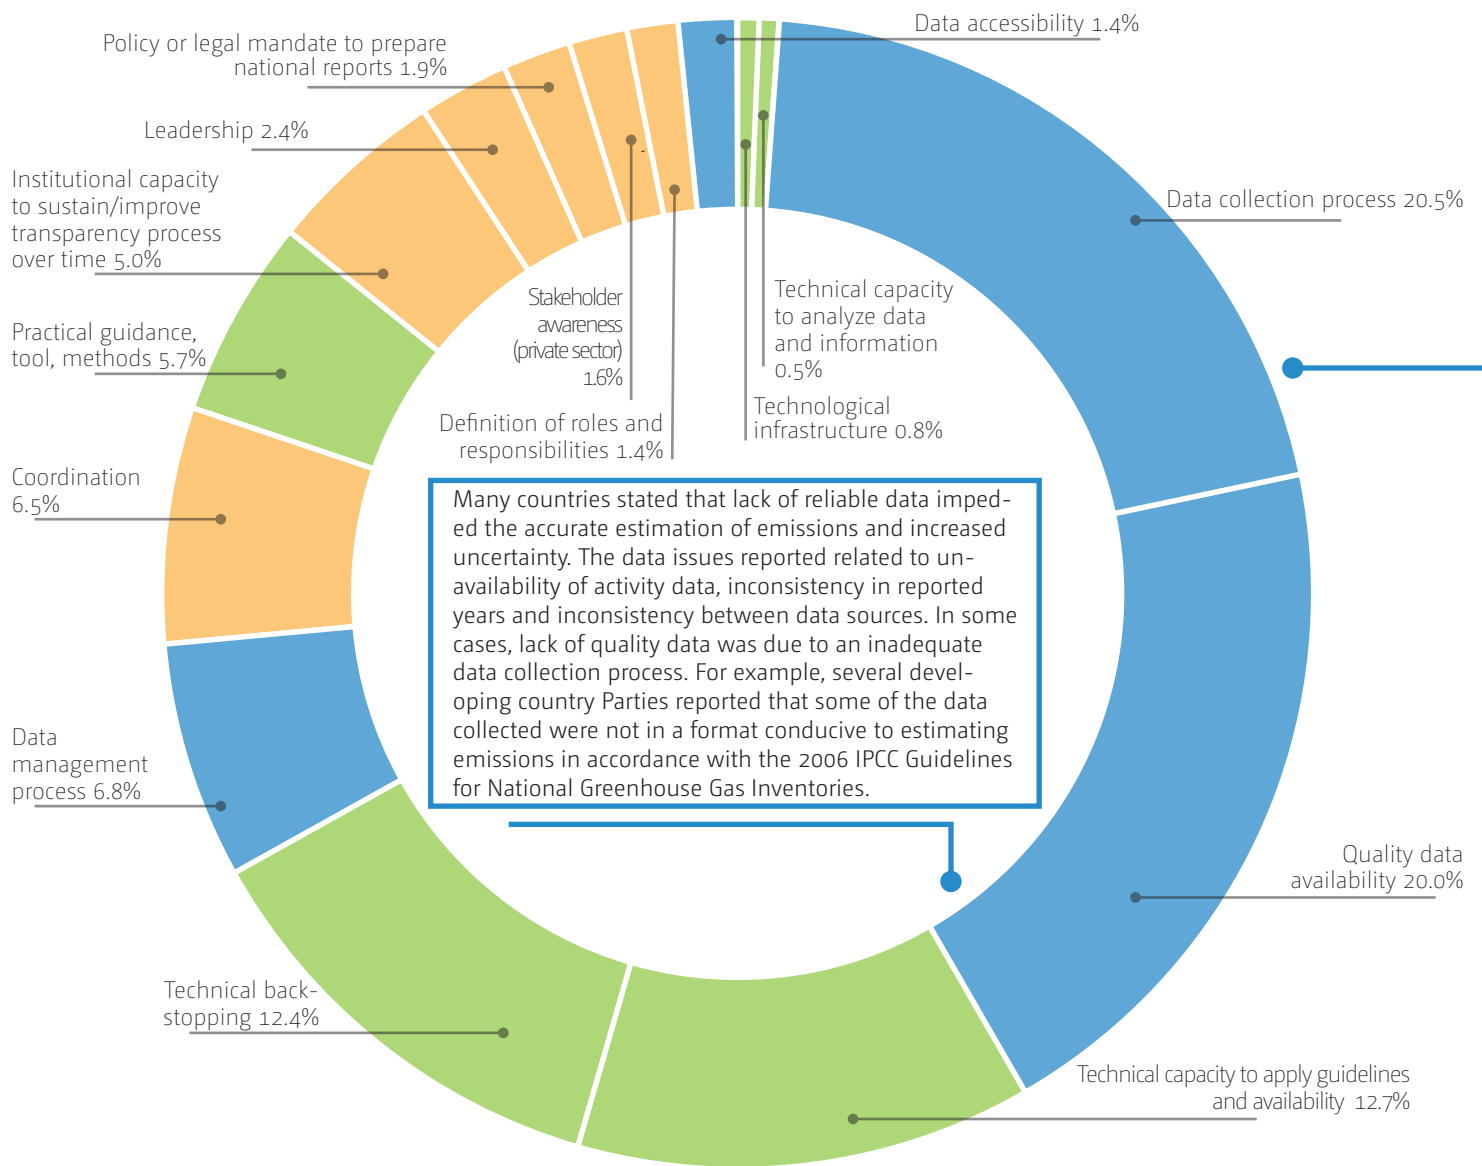 Data accessibility 1.4%
Policy or legal mandate to prepare
national reports 1.9%
Leadership 2.4%
Institutional capacity
to sustain/improve
transparency process
over time 5.0%
Data collection process 20.5%
Stakeholder
awareness
(private sector)
1.6%
Technical capacity
to analyze data
and information
0.5%
Practical guidance,
tool, methods 5.7%
Technological
infrastructure 0.8%
Definition of roles and
responsibilities 1.4%
Coordination
6.5%
Many countries stated that lack of reliable data imped-
ed the accurate estimation of emissions and increased
uncertainty. The data issues reported related to un-
availability of activity data, inconsistency in reported
years and inconsistency between data sources. In some
cases, lack of quality data was due to an inadequate
data collection process. For example, several devel-
oping country Parties reported that some of the data
collected were not in a format conducive to estimating
emissions in accordance with the 2006 IPCC Guidelines
for National Greenhouse Gas Inventories.
Data
management
process 6.8%
Quality data
availability 20.0%
Technical back-
stopping 12.4%
Technical capacity to apply guidelines
and availability 12.7%